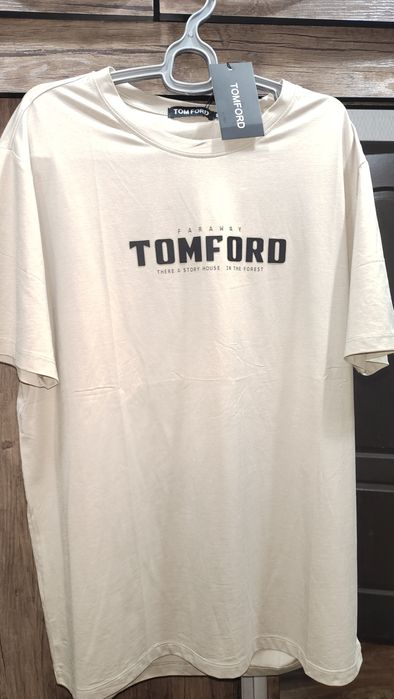 TOMFORD
TOM FORD
FARAWAY
TOMFORD
THERE A STORY HOUSE IN THE FOREST